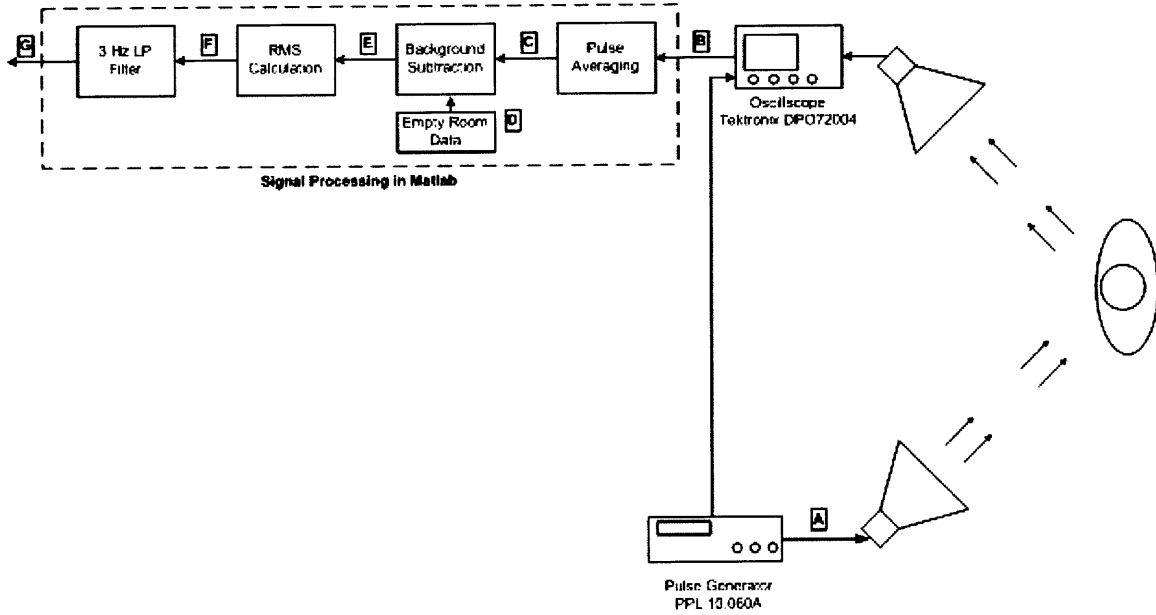 G
3 Hz LP
Filter
F
RMS
Calculation
E
Background
Subtraction
C
Pulse
Averaging
B
Empty Room
Data
D
Signal Processing in Matlab
Oscillscope
Tektronix DPO72004
A
Pulse Generator
PPL 10.060A